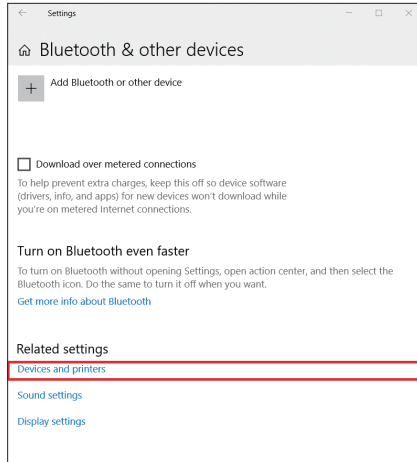 Settings
Bluetooth & other devices
Add Bluetooth or other device
Download over metered connections
To help prevent extra charges, keep this off so device software
(drivers, info, and apps) for new devices won't download while
you're on metered Internet connections.
Turn on Bluetooth even faster
To turn on Bluetooth without opening Settings, open action center, and then select the
Bluetooth icon. Do the same to turn it off when you want.
Get more info about Bluetooth
Related settings
Devices and printers
Sound settings
Display settings